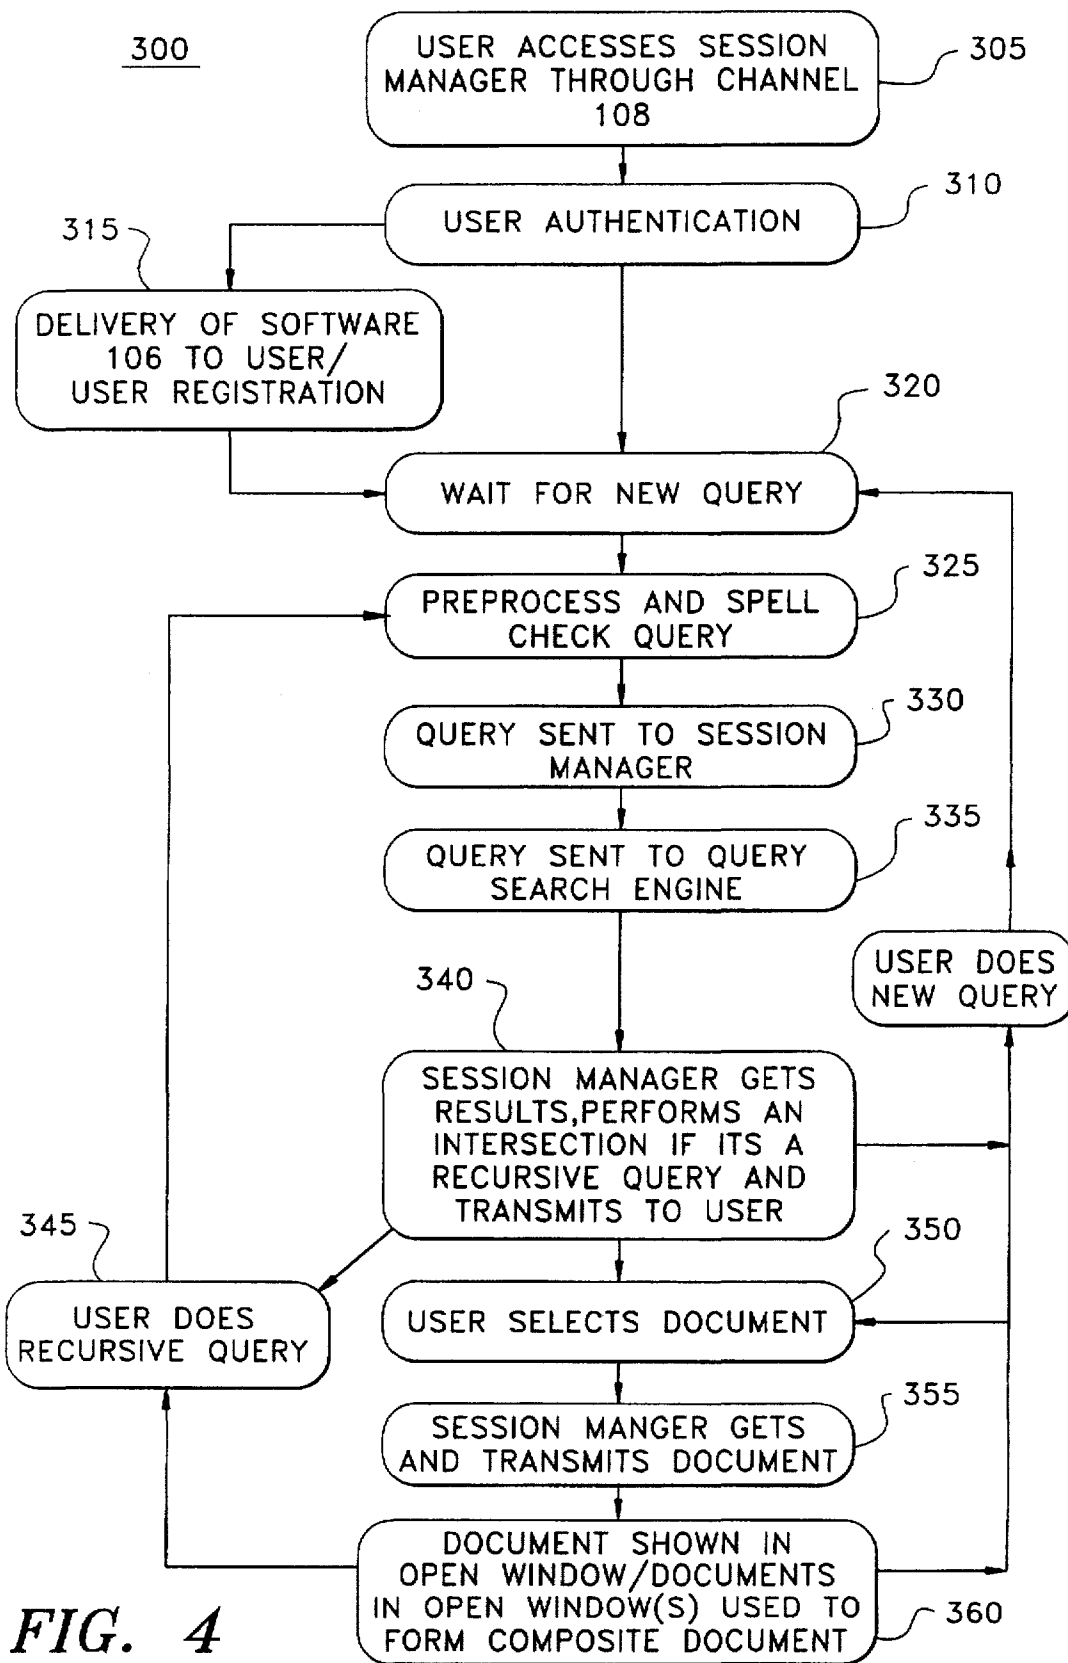 300
USER ACCESSES SESSION
MANAGER THROUGH CHANNEL
108
305
USER AUTHENTICATION
310
315
DELIVERY OF SOFTWARE
106 TO USER/
USER REGISTRATION
320
WAIT FOR NEW QUERY
325
PREPROCESS AND SPELL
CHECK QUERY
330
QUERY SENT TO SESSION
MANAGER
335
QUERY SENT TO QUERY
SEARCH ENGINE
USER DOES
NEW QUERY
340
SESSION MANAGER GETS
RESULTS,PERFORMS AN
INTERSECTION IF ITS A
RECURSIVE QUERY AND
TRANSMITS TO USER
345
USER DOES
RECURSIVE QUERY
350
USER SELECTS DOCUMENT
355
SESSION MANGER GETS
AND TRANSMITS DOCUMENT
DOCUMENT SHOWN IN
OPEN WINDOW/DOCUMENTS
IN OPEN WINDOW(S) USED TO
FORM COMPOSITE DOCUMENT
360
FIG. 4